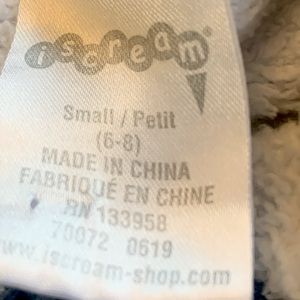 iscream
Small / Petit
(6-8)
MADE IN CHINA
FABRIQUÉ EN CHINE
RN 133958
70072 0619
www.iscream-shop.com